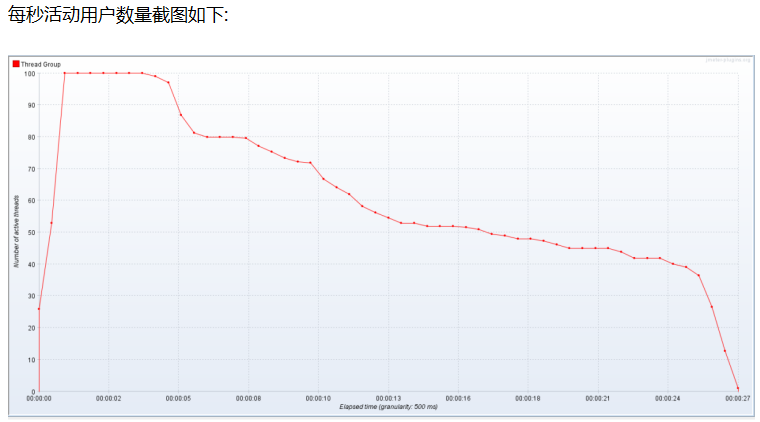 每秒活动用户数量截图如下:
Thread Group
100
90
80
70
60
50
40
30
20
10
0
Number of active threads
00:00:00 00:00:02 00:00:05 00:00:08 00:00:10 00:00:13 00:00:16 00:00:19 00:00:21 00:00:24 00:00:27
Elapsed time (granularity: 500 ms)